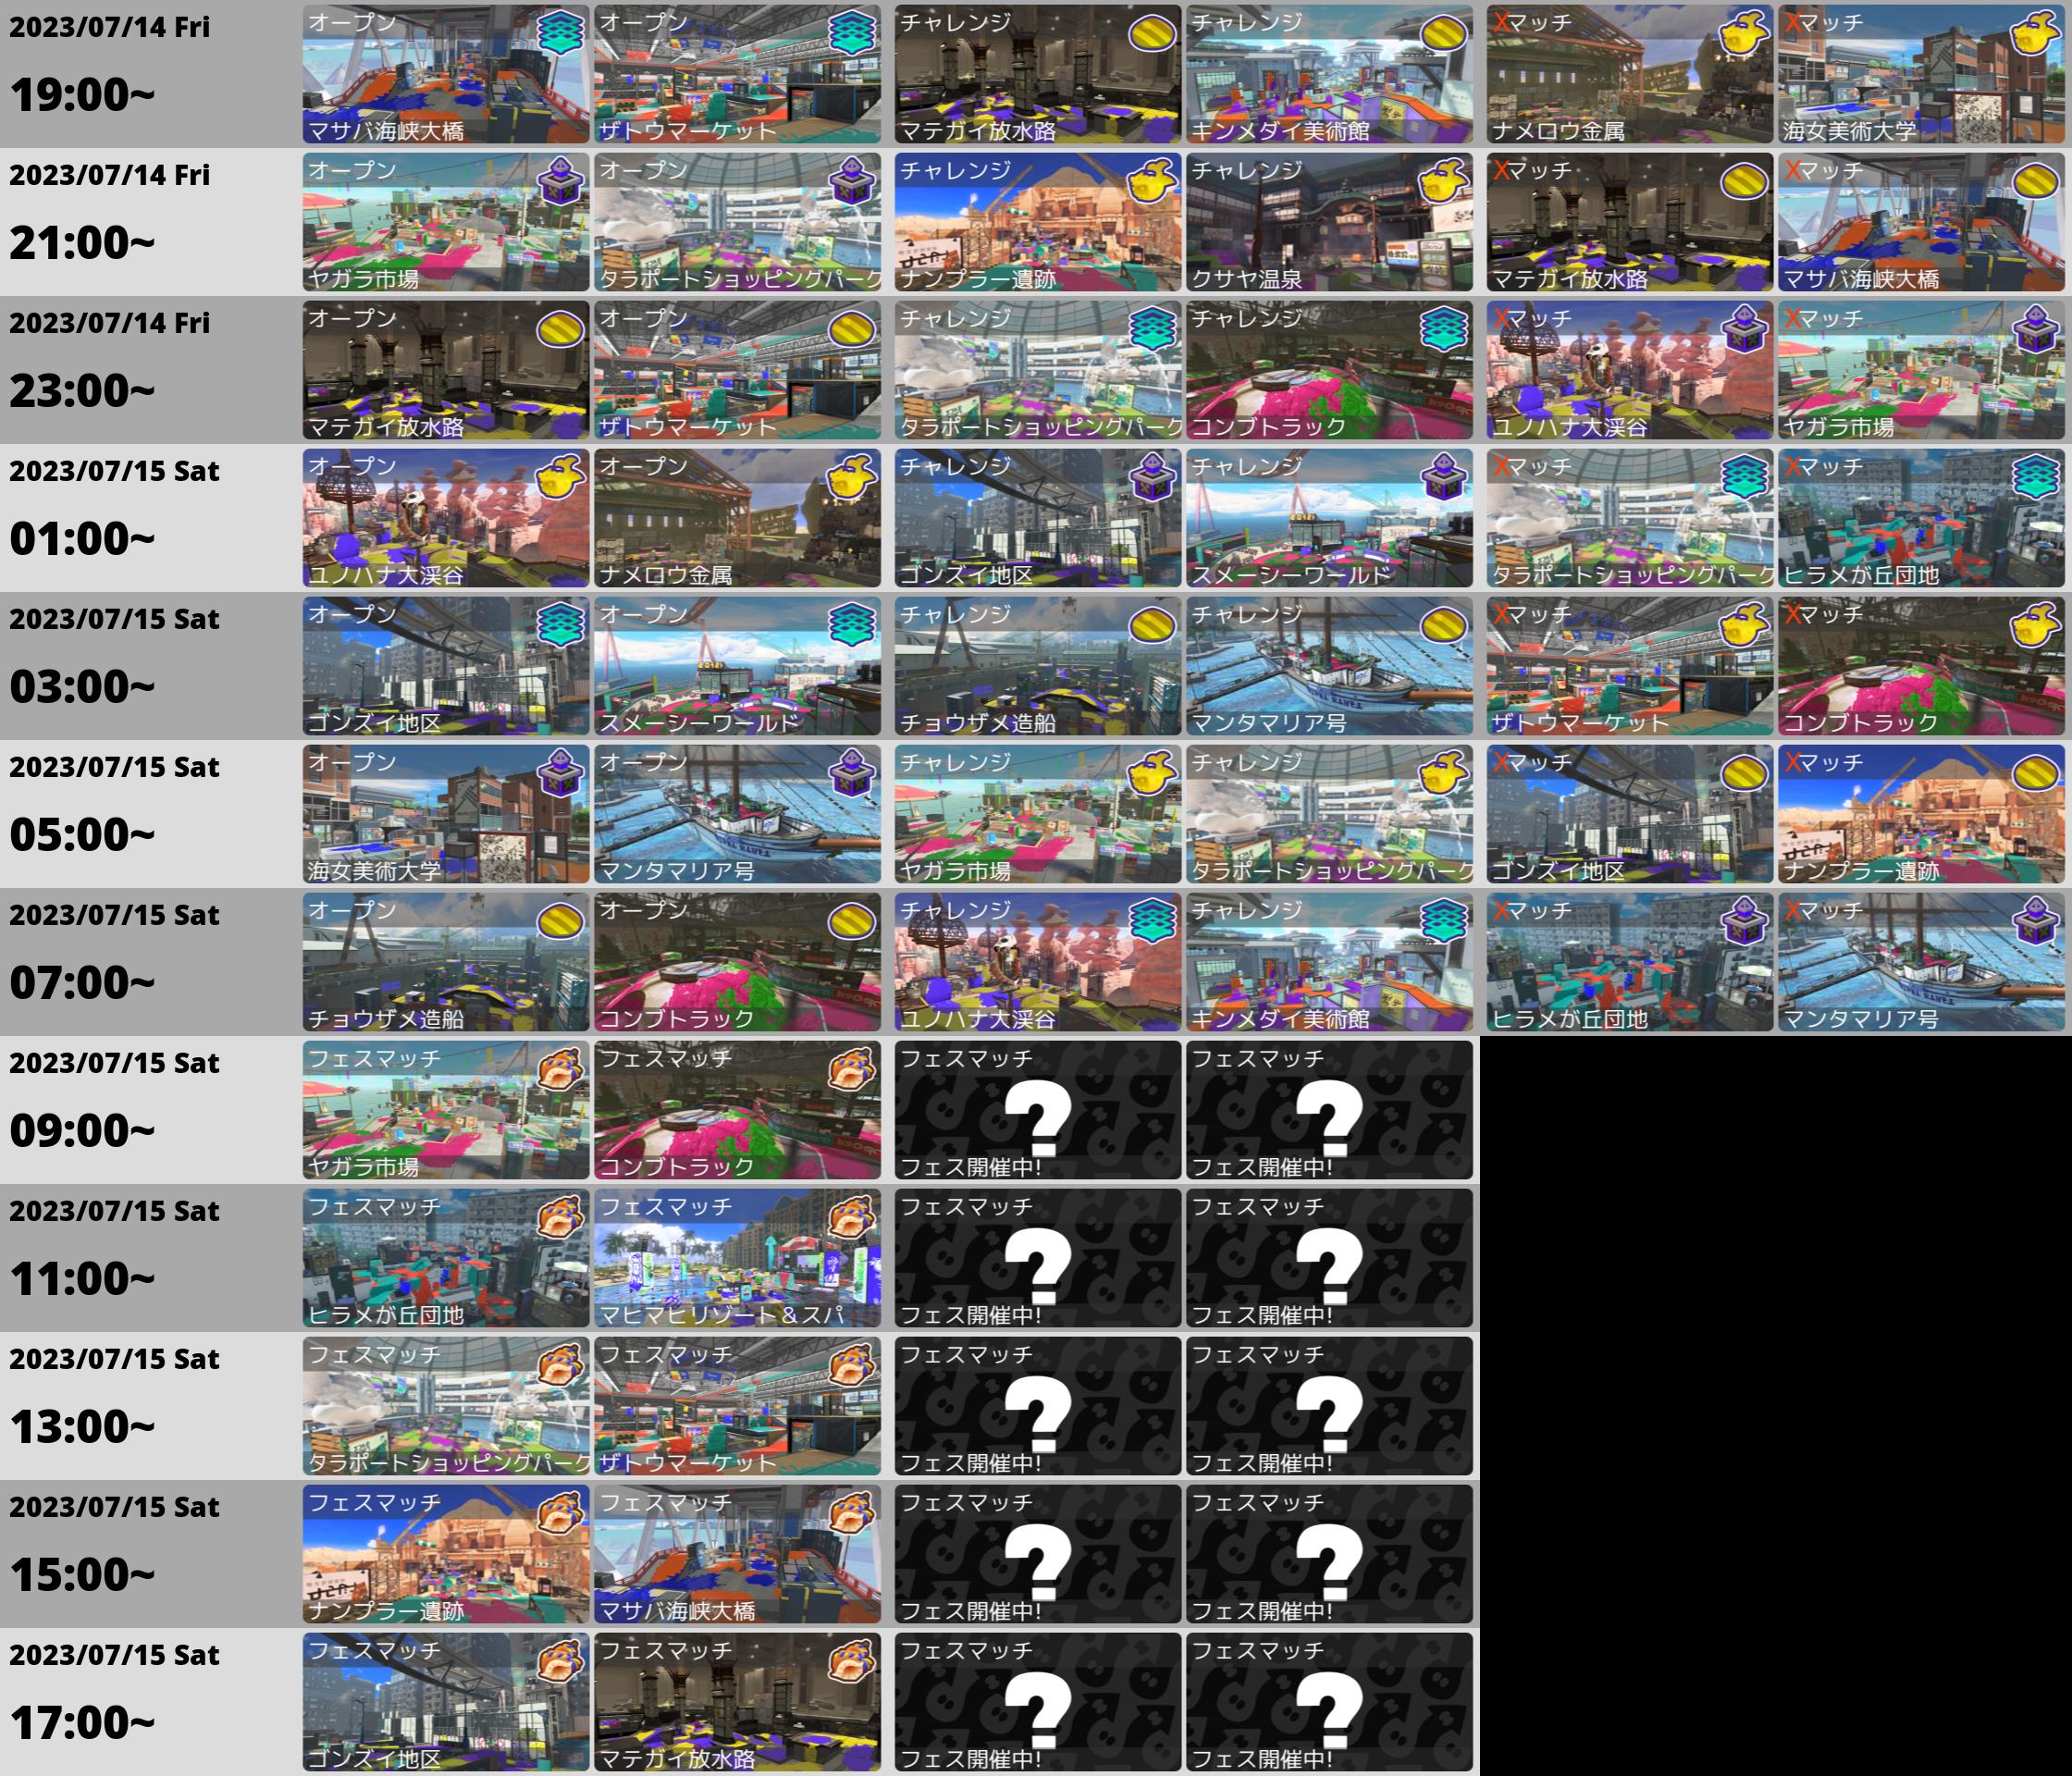 2023/07/14 Fri
19:00~
オープン
オープン
チャレンジ
チャレンジ
Xマッチ
Xマッチ
マサバ海峡大橋
ザトウマーケット
マテガイ放水路
キンメダイ美術館
ナメロウ金属
海女美術大学
2023/07/14 Fri
21:00~
オープン
オープン
チャレンジ
チャレンジ
Xマッチ
Xマッチ
ヤガラ市場
タラポートショッピングパーク
ナンプラー遺跡
クサヤ温泉
マテガイ放水路
マサバ海峡大橋
2023/07/14 Fri
23:00~
オープン
オープン
チャレンジ
チャレンジ
Xマッチ
Xマッチ
マテガイ放水路
ザトウマーケット
タラポートショッピングパーク
コンブトラック
ユノハナ大渓谷
ヤガラ市場
2023/07/15 Sat
01:00~
オープン
オープン
チャレンジ
チャレンジ
Xマッチ
Xマッチ
ユノハナ大渓谷
ナメロウ金属
ゴンズイ地区
スメーシーワールド
タラポートショッピングパーク
ヒラメが丘団地
2023/07/15 Sat
03:00~
オープン
オープン
チャレンジ
チャレンジ
Xマッチ
Xマッチ
ゴンズイ地区
スメーシーワールド
チョウザメ造船
マンタマリア号
ザトウマーケット
コンブトラック
2023/07/15 Sat
05:00~
オープン
オープン
チャレンジ
チャレンジ
Xマッチ
Xマッチ
海女美術大学
マンタマリア号
ヤガラ市場
タラポートショッピングパーク
ゴンズイ地区
ナンプラー遺跡
2023/07/15 Sat
07:00~
オープン
オープン
チャレンジ
チャレンジ
Xマッチ
Xマッチ
チョウザメ造船
コンブトラック
ユノハナ大渓谷
キンメダイ美術館
ヒラメが丘団地
マンタマリア号
2023/07/15 Sat
09:00~
フェスマッチ
フェスマッチ
フェスマッチ
フェスマッチ
?
?
ヤガラ市場
コンブトラック
フェス開催中!
フェス開催中!
2023/07/15 Sat
11:00~
フェスマッチ
フェスマッチ
フェスマッチ
フェスマッチ
?
?
ヒラメが丘団地
マヒマヒリゾート&スパ
フェス開催中!
フェス開催中!
2023/07/15 Sat
13:00~
フェスマッチ
フェスマッチ
フェスマッチ
フェスマッチ
?
?
タラポートショッピングパーク
ザトウマーケット
フェス開催中!
フェス開催中!
2023/07/15 Sat
15:00~
フェスマッチ
フェスマッチ
フェスマッチ
フェスマッチ
?
?
ナンプラー遺跡
マサバ海峡大橋
フェス開催中!
フェス開催中!
2023/07/15 Sat
17:00~
フェスマッチ
フェスマッチ
フェスマッチ
フェスマッチ
?
?
ゴンズイ地区
マテガイ放水路
フェス開催中!
フェス開催中!